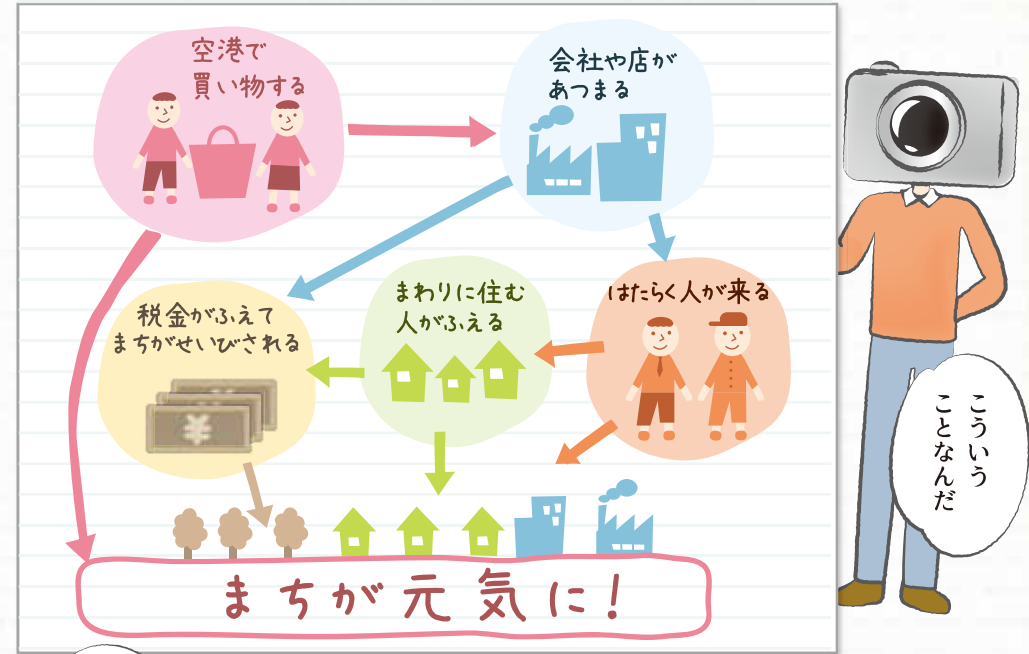 空港で
買い物する
会社や店が
あつまる
税金がふえて
まちがせいびされる
まわりに住む
人がふえる
はたらく人が来る
¥
まちが元気に!
こういう
ことなんだ